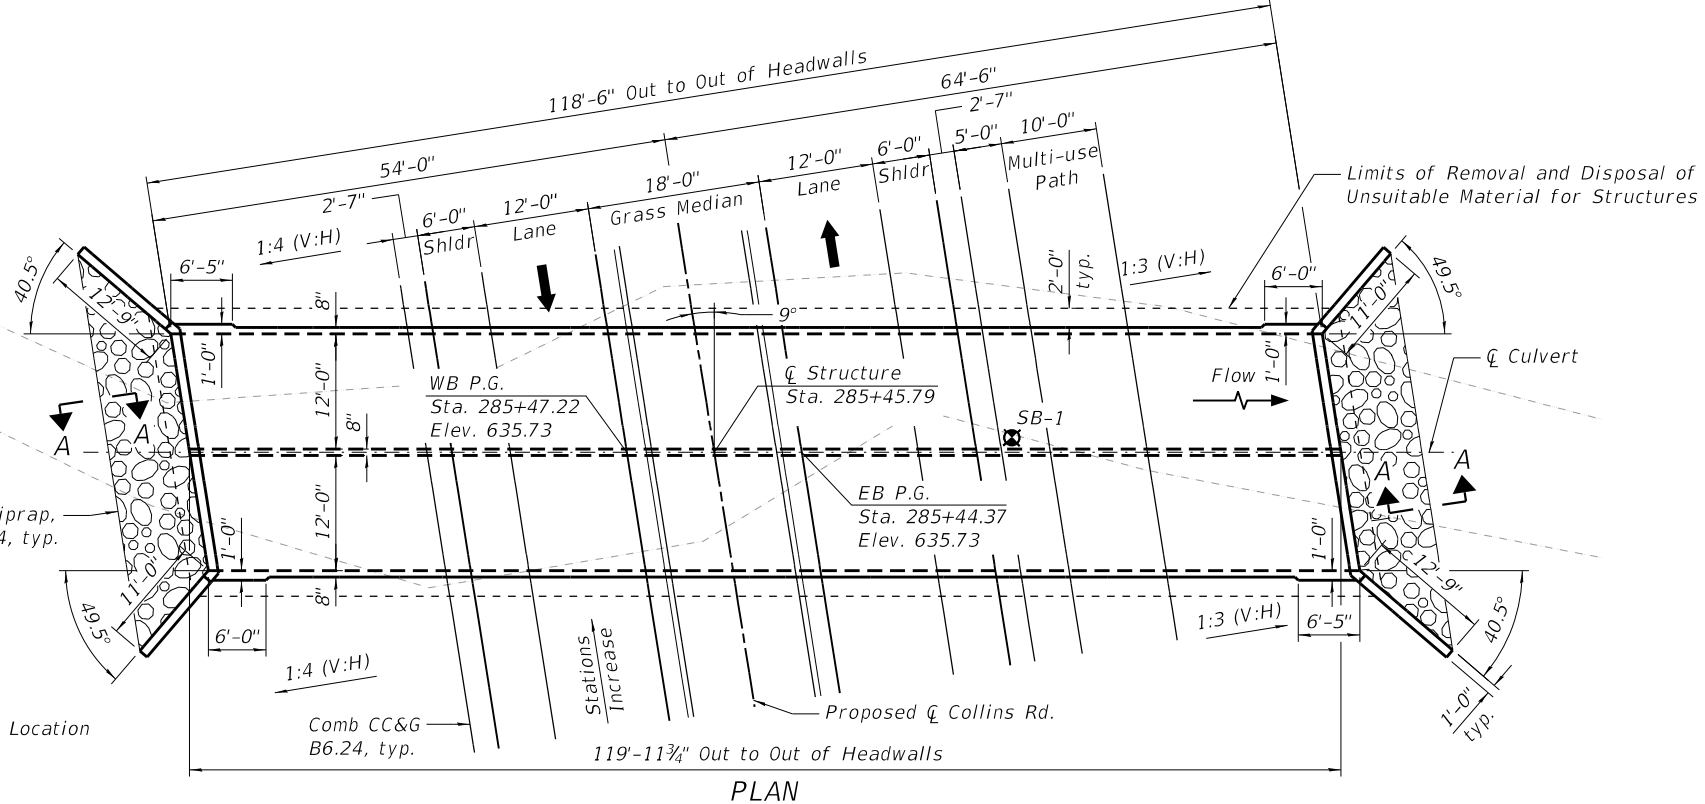 118'-6" Out to Out of Headwalls
64'-6"
54'-0"
2'-7"
6'-0"
Shldr
12'-0"
Lane
18'-0"
Grass Median
12'-0"
Lane
6'-0"
Shldr
2'-7"
5'-0"
10'-0"
Multi-use
Path
Limits of Removal and Disposal of
Unsuitable Material for Structures
1:4 (V:H)
1:3 (V:H)
2'-0"
typ.
40.5°
12'-9"
6'-5"
1'-0"
8"
12'-0"
8"
12'-0"
8"
9°
6'-0"
1'-0"
11'-0"
49.5°
WB P.G.
Sta. 285+47.22
Elev. 635.73
℄ Structure
Sta. 285+45.79
EB P.G.
Sta. 285+44.37
Elev. 635.73
SB-1
Flow
℄ Culvert
A
A
A
A
iprap,
4, typ.
49.5°
11'-0"
1'-0"
6'-0"
1:4 (V:H)
Stations
Increase
1:3 (V:H)
1'-0"
6'-5"
12'-9"
40.5°
1'-0"
typ.
Location
Comb CC&G
B6.24, typ.
Proposed ℄ Collins Rd.
119'-11¾" Out to Out of Headwalls
PLAN